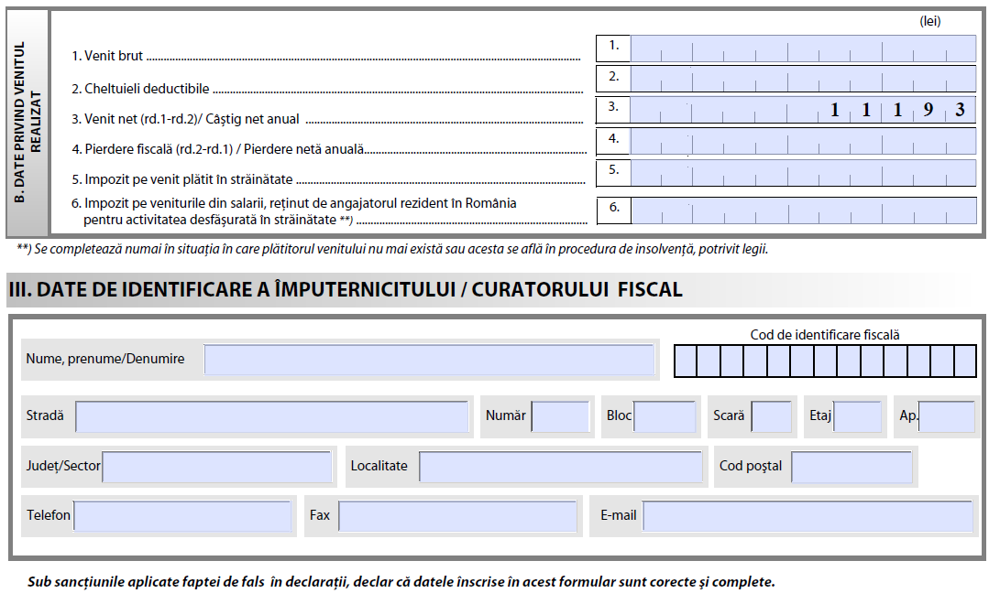 (lei)
B. DATE PRIVIND VENITUL
REALIZAT
1. Venit brut ........................................................................ 1.
2. Cheltuieli deductibile ........................................................................ 2.
3. Venit net (rd.1-rd.2)/ Câştig net anual ........................................................................ 3. 1 1 1 9 3
4. Pierdere fiscală (rd.2-rd.1) / Pierdere netă anuală........................................................................ 4.
5. Impozit pe venit plătit în străinătate ........................................................................ 5.
6. Impozit pe veniturile din salarii, reţinut de angajatorul rezident în România 6.
pentru activitatea desfăşurată în străinătate **) ........................................................................
**) Se completează numai în situaţia în care plătitorul venitului nu mai există sau acesta se află în procedura de insolvenţă, potrivit legii.
III. DATE DE IDENTIFICARE A ÎMPUTERNICITULUI / CURATORULUI FISCAL
Cod de identificare fiscală
Nume, prenume/Denumire
Stradă Număr Bloc Scară Etaj Ap.
Judeţ/Sector Localitate Cod poştal
Telefon Fax E-mail
Sub sancţiunile aplicate faptei de fals în declaraţii, declar că datele înscrise în acest formular sunt corecte şi complete.